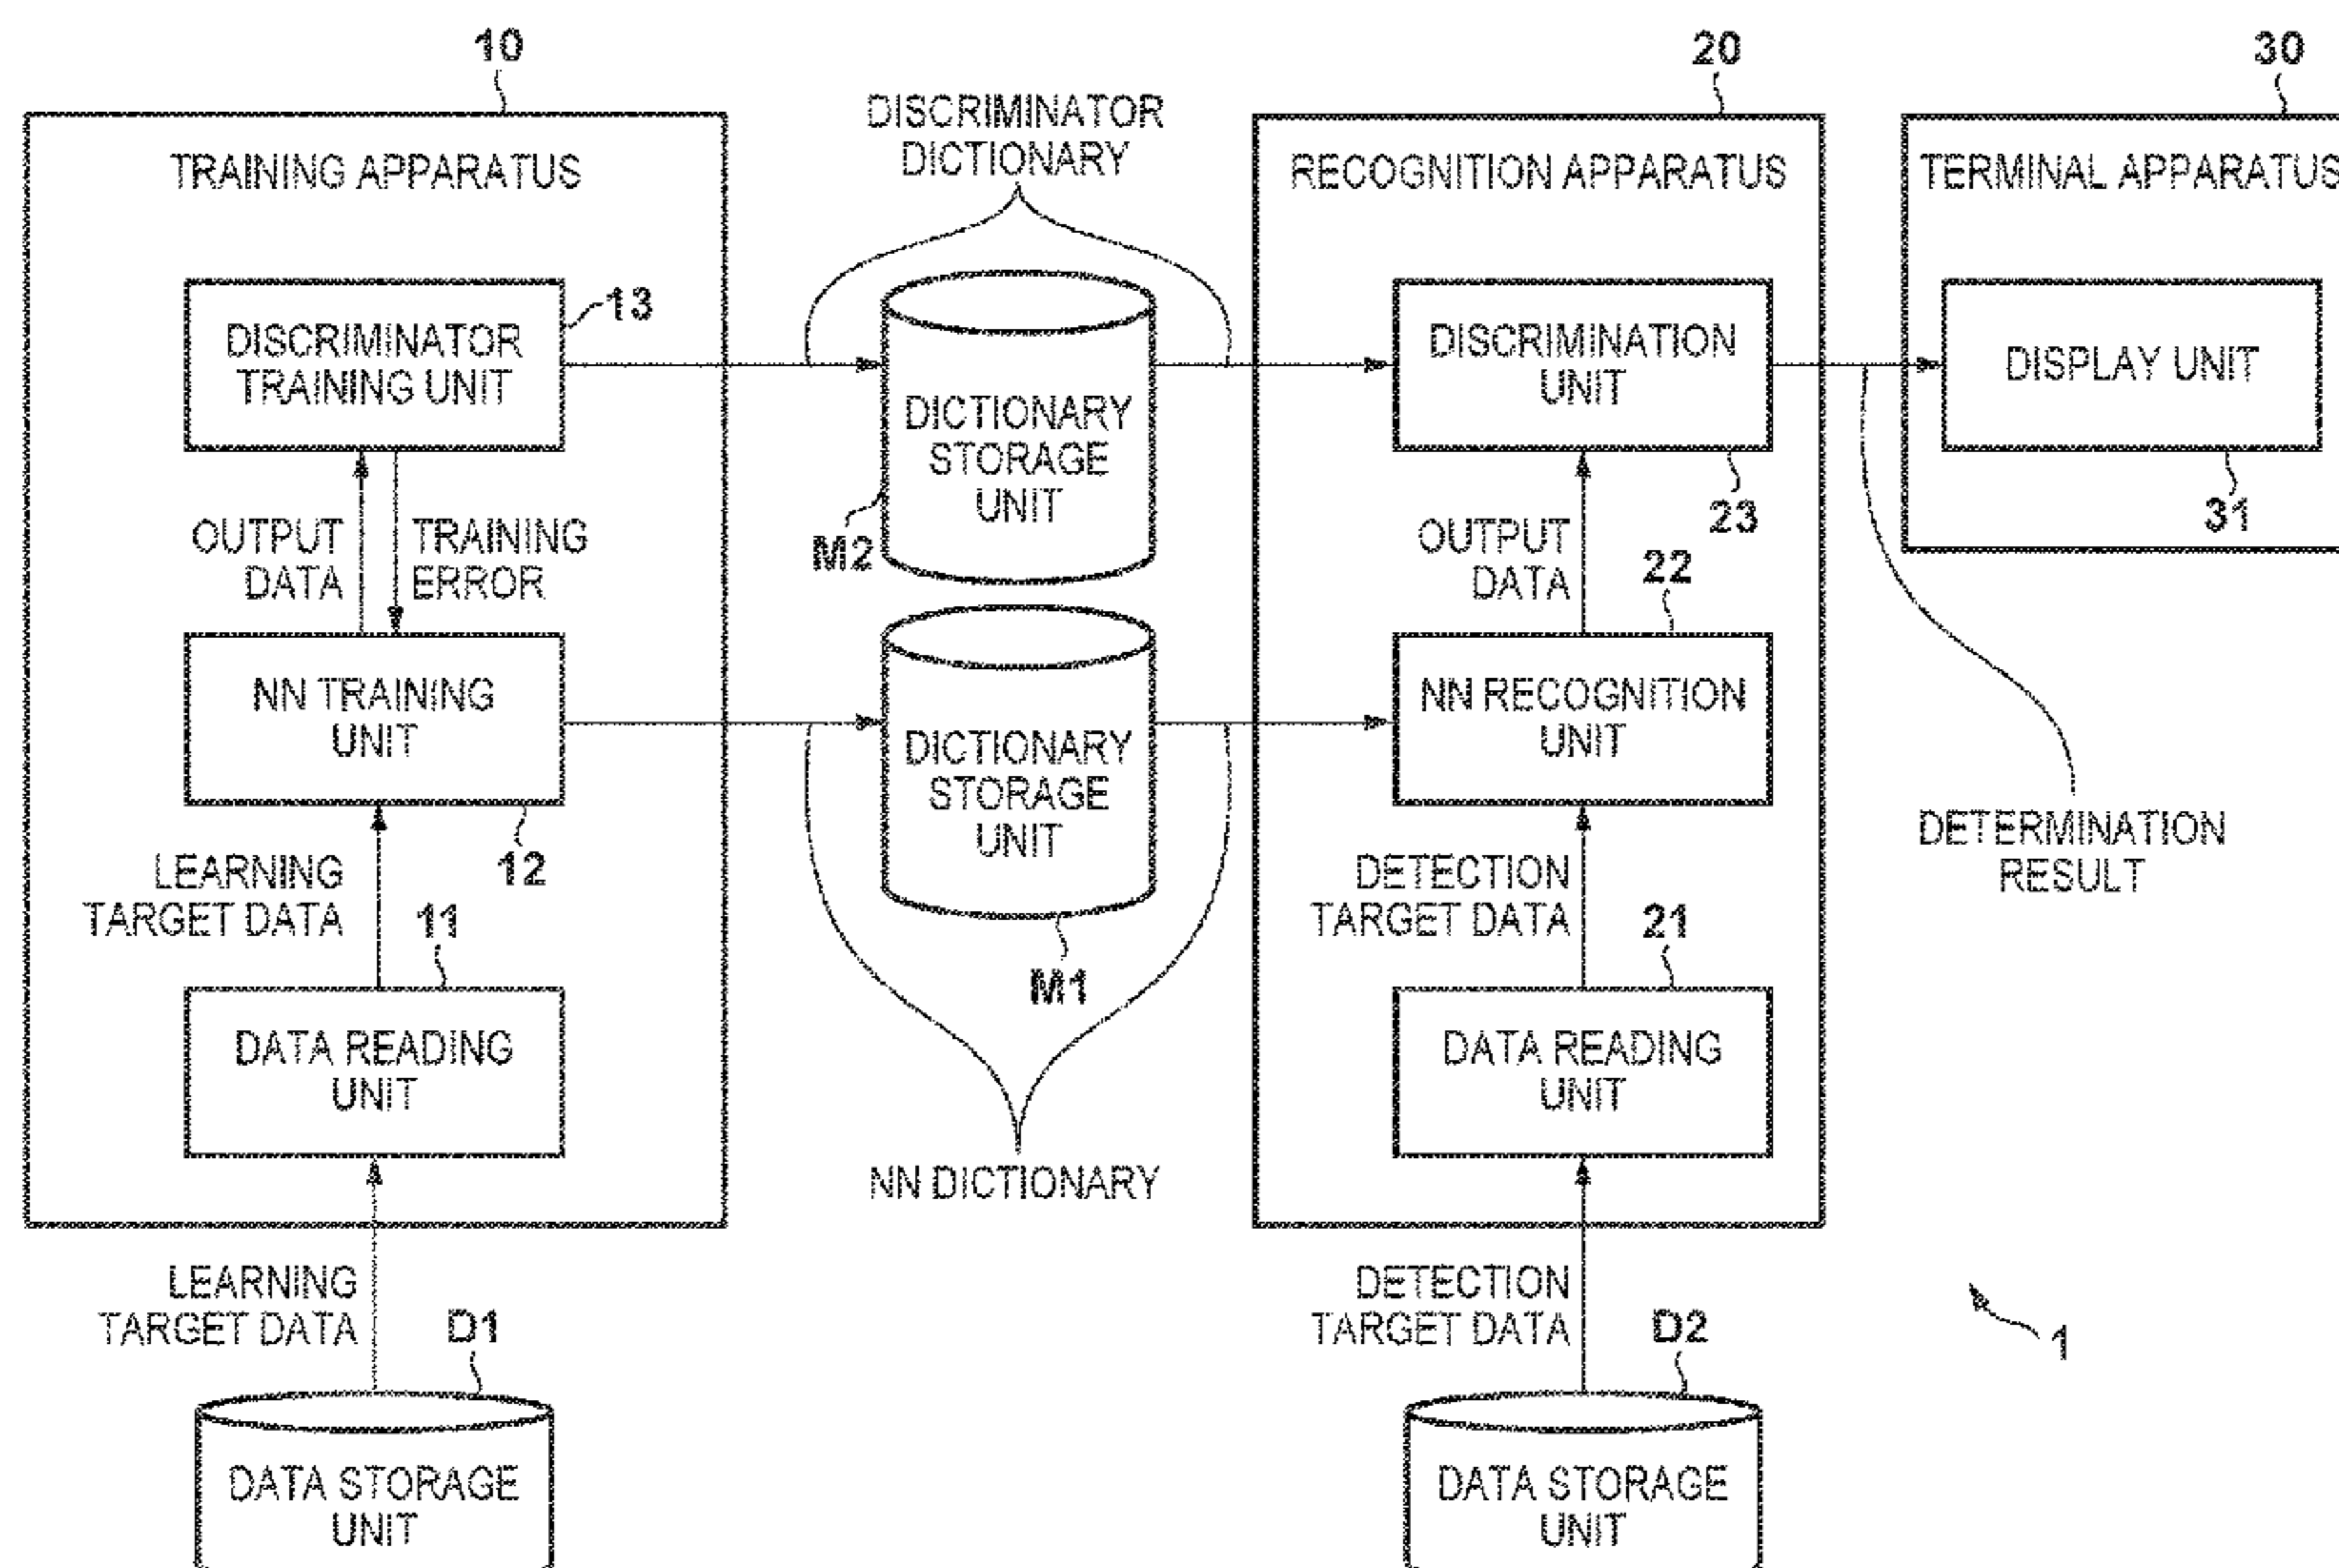 10
20
30
DISCRIMINATOR
DICTIONARY
TRAINING APPARATUS
RECOGNITION APPARATUS
TERMINAL APPARATUS
13
DISCRIMINATOR
TRAINING UNIT
DICTIONARY
STORAGE
UNIT
DISCRIMINATION
UNIT
DISPLAY UNIT
M2
23
31
OUTPUT
DATA
TRAINING
ERROR
OUTPUT
DATA
22
NN TRAINING
UNIT
DICTIONARY
STORAGE
UNIT
NN RECOGNITION
UNIT
12
DETERMINATION
RESULT
LEARNING
TARGET DATA
11
M1
DETECTION
TARGET DATA
21
DATA READING
UNIT
DATA READING
UNIT
NN DICTIONARY
LEARNING
TARGET DATA
D1
DETECTION
TARGET DATA
D2
1
DATA STORAGE
UNIT
DATA STORAGE
UNIT